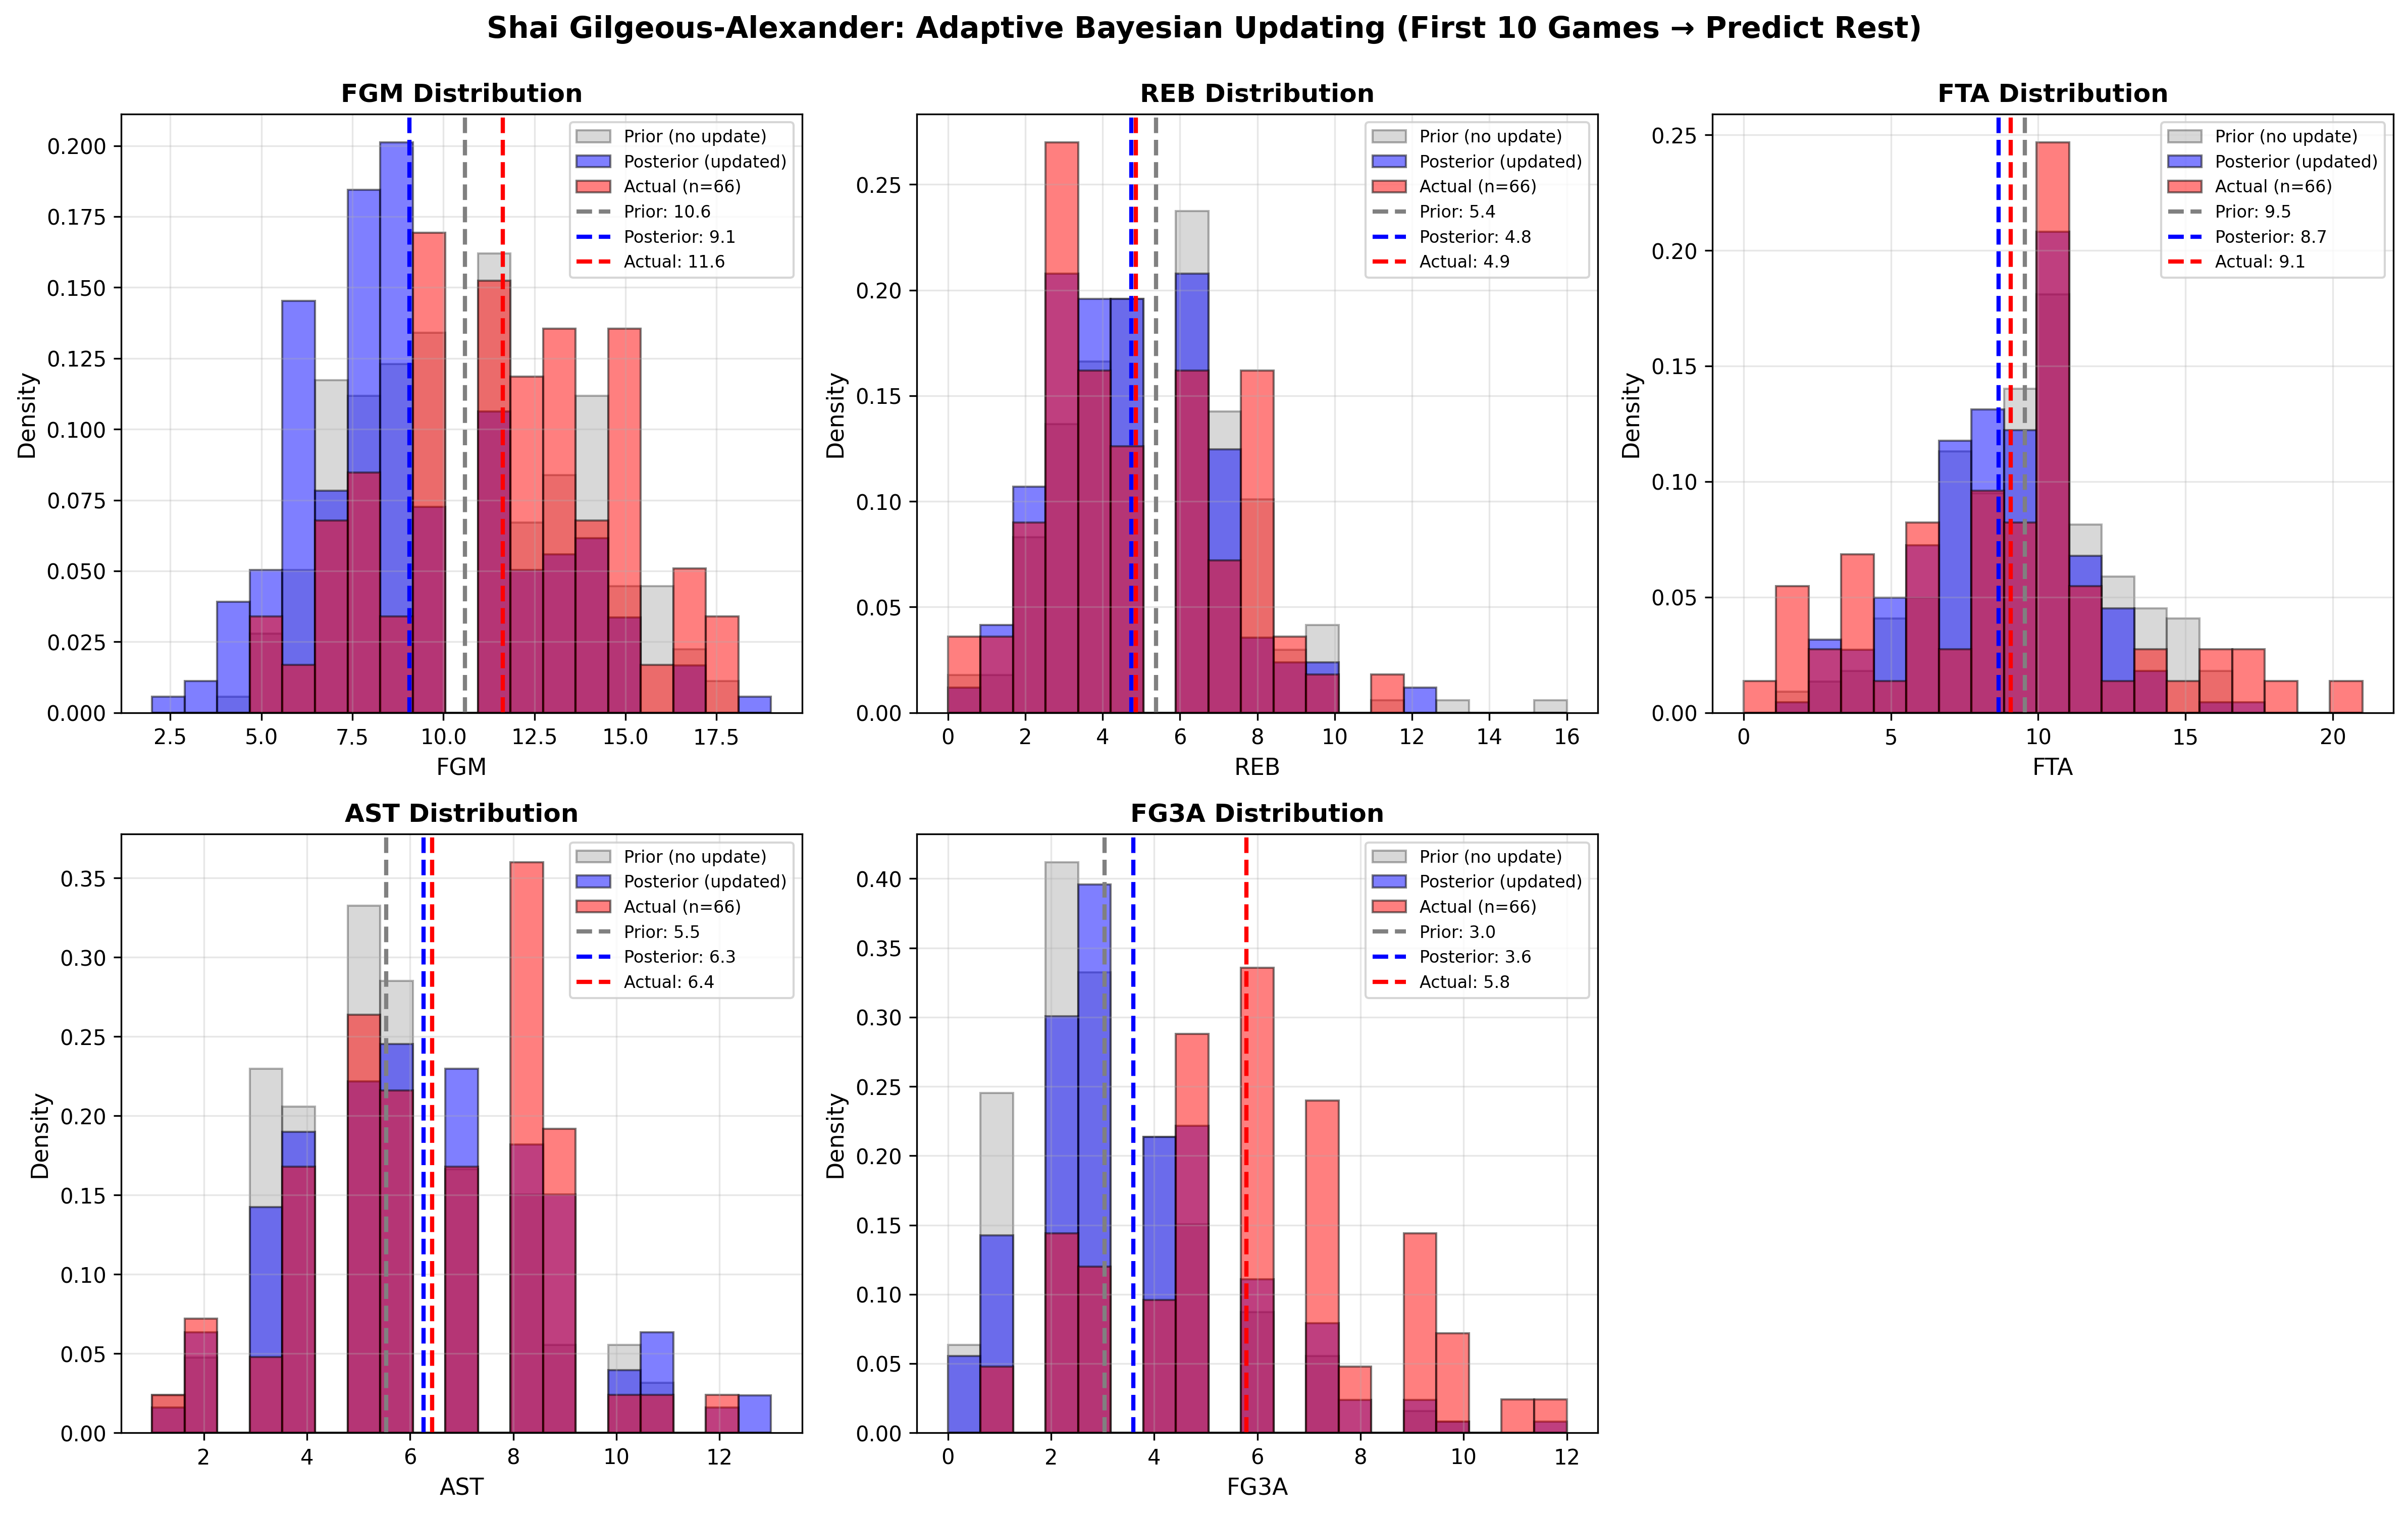 Shai Gilgeous-Alexander: Adaptive Bayesian Updating (First 10 Games → Predict Rest)
FGM Distribution
Density
0.200
0.175
0.150
0.125
0.100
0.075
0.050
0.025
0.000
Prior (no update)
Posterior (updated)
Actual (n=66)
Prior: 10.6
Posterior: 9.1
Actual: 11.6
2.5 5.0 7.5 10.0 12.5 15.0 17.5
FGM
REB Distribution
Density
0.25
0.20
0.15
0.10
0.05
0.00
Prior (no update)
Posterior (updated)
Actual (n=66)
Prior: 5.4
Posterior: 4.8
Actual: 4.9
0 2 4 6 8 10 12 14 16
REB
FTA Distribution
Density
0.25
0.20
0.15
0.10
0.05
0.00
Prior (no update)
Posterior (updated)
Actual (n=66)
Prior: 9.5
Posterior: 8.7
Actual: 9.1
0 5 10 15 20
FTA
AST Distribution
Density
0.35
0.30
0.25
0.20
0.15
0.10
0.05
0.00
Prior (no update)
Posterior (updated)
Actual (n=66)
Prior: 5.5
Posterior: 6.3
Actual: 6.4
2 4 6 8 10 12
AST
FG3A Distribution
Density
0.40
0.35
0.30
0.25
0.20
0.15
0.10
0.05
0.00
Prior (no update)
Posterior (updated)
Actual (n=66)
Prior: 3.0
Posterior: 3.6
Actual: 5.8
0 2 4 6 8 10 12
FG3A